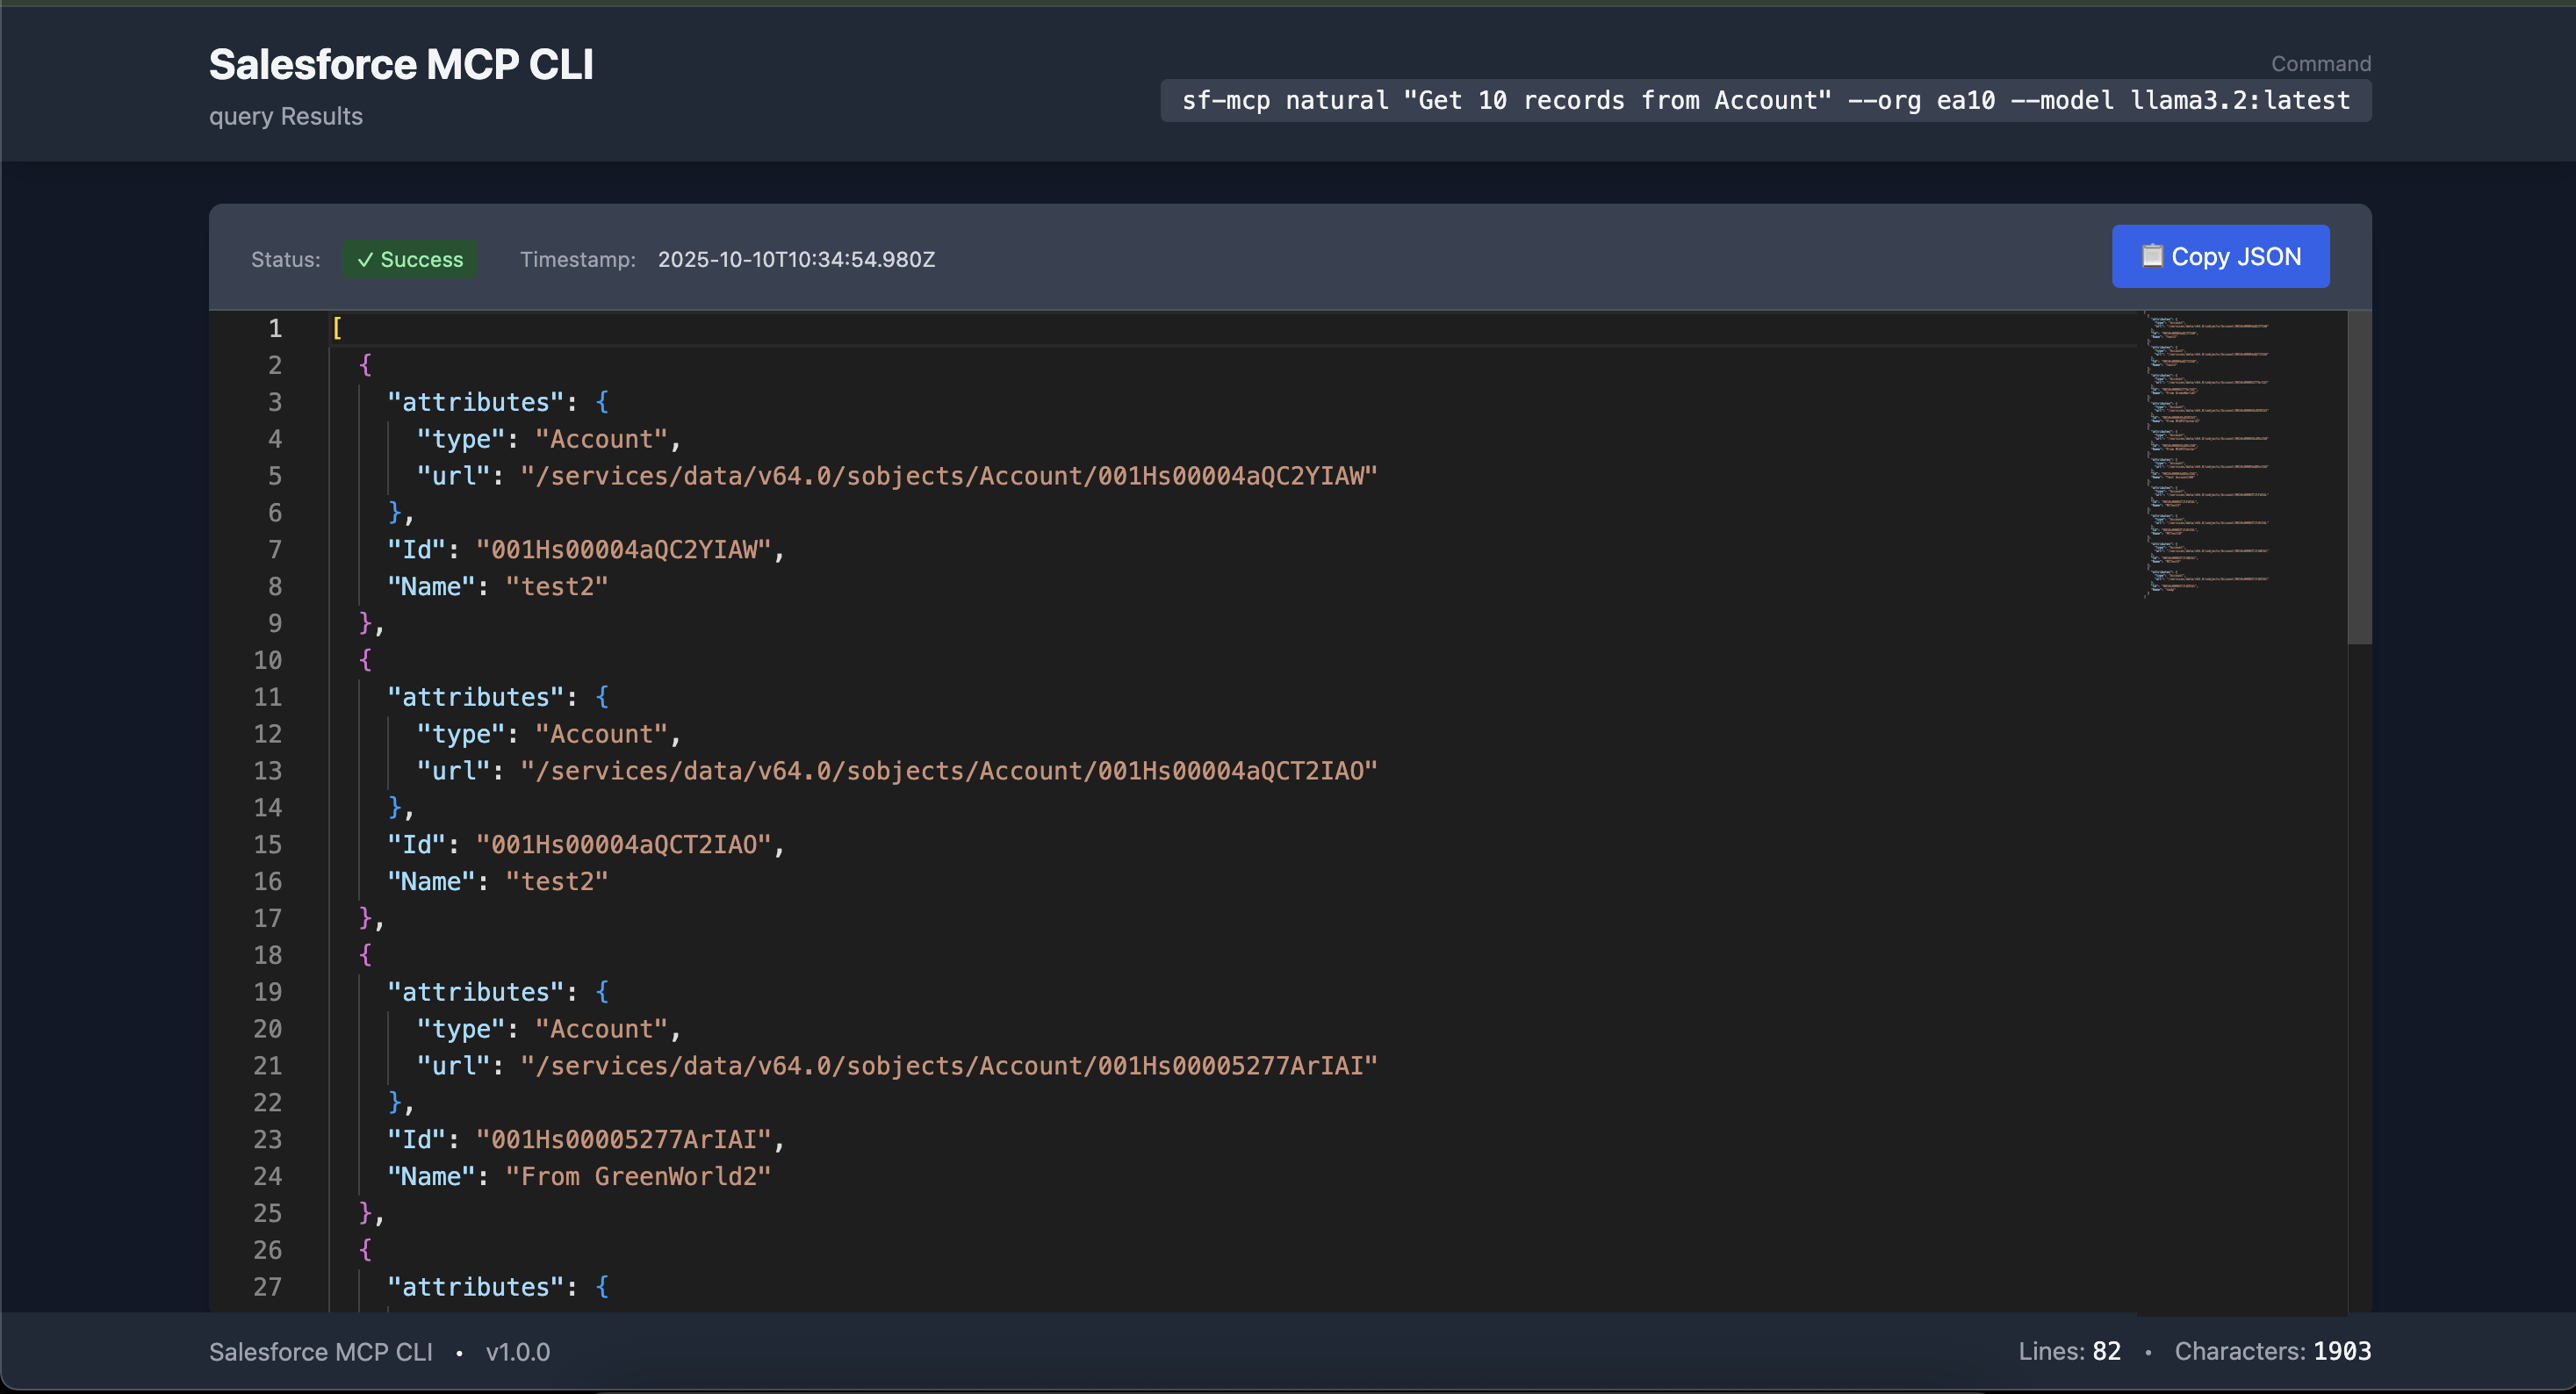 Salesforce MCP CLI
query Results
Command
sf-mcp natural "Get 10 records from Account" --org ea10 --model llama3.2:latest
Status: ✓ Success Timestamp: 2025-10-10T10:34:54.980Z
📋 Copy JSON
1 [
2 {
3 "attributes": {
4 "type": "Account",
5 "url": "/services/data/v64.0/sobjects/Account/001Hs00004aQC2YIAW"
6 },
7 "Id": "001Hs00004aQC2YIAW",
8 "Name": "test2"
9 },
10 {
11 "attributes": {
12 "type": "Account",
13 "url": "/services/data/v64.0/sobjects/Account/001Hs00004aQCT2IAO"
14 },
15 "Id": "001Hs00004aQCT2IAO",
16 "Name": "test2"
17 },
18 {
19 "attributes": {
20 "type": "Account",
21 "url": "/services/data/v64.0/sobjects/Account/001Hs00005277ArIAI"
22 },
23 "Id": "001Hs00005277ArIAI",
24 "Name": "From GreenWorld2"
25 },
26 {
27 "attributes": {
Salesforce MCP CLI • v1.0.0
Lines: 82 • Characters: 1903